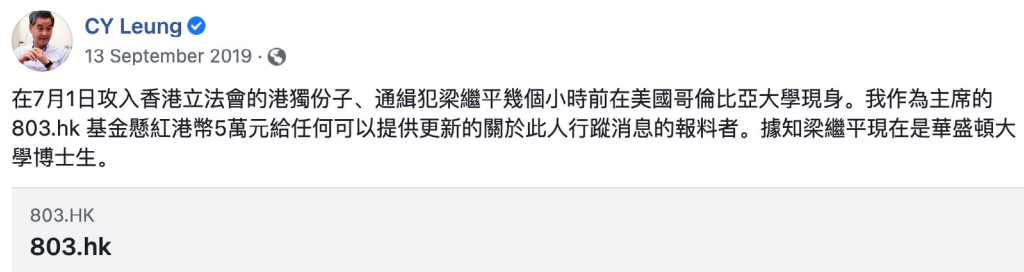 CY Leung
13 September 2019 ·
在7月1日攻入香港立法會的港獨份子、通緝犯梁繼平幾個小時前在美國哥倫比亞大學現身。我作為主席的
803.hk 基金懸紅港幣5萬元給任何可以提供更新的關於此人行蹤消息的報料者。據知梁繼平現在是華盛頓大
學博士生。
803.HK
803.hk